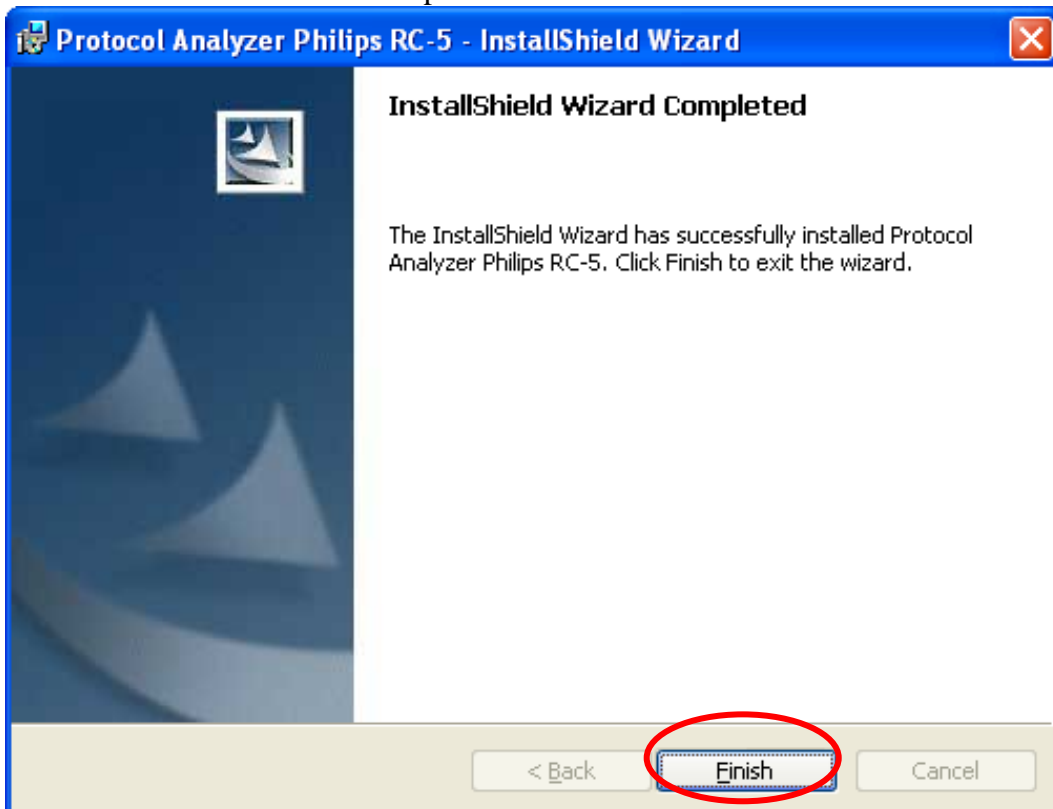 Protocol Analyzer Philips RC-5 - InstallShield Wizard
InstallShield Wizard Completed
The InstallShield Wizard has successfully installed Protocol
Analyzer Philips RC-5. Click Finish to exit the wizard.
< Back Finish Cancel